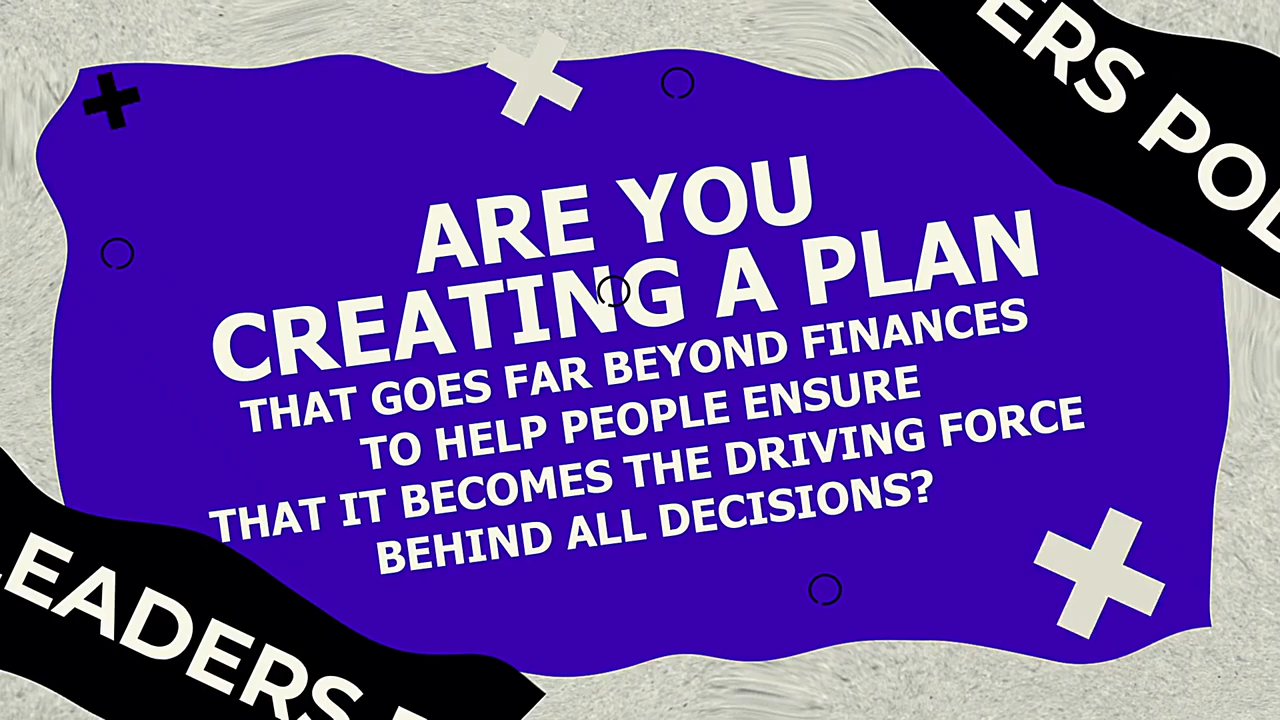 ERS POL
ARE YOU
CREATING A PLAN
THAT GOES FAR BEYOND FINANCES
TO HELP PEOPLE ENSURE
THAT IT BECOMES THE DRIVING FORCE
BEHIND ALL DECISIONS?
LEADERS